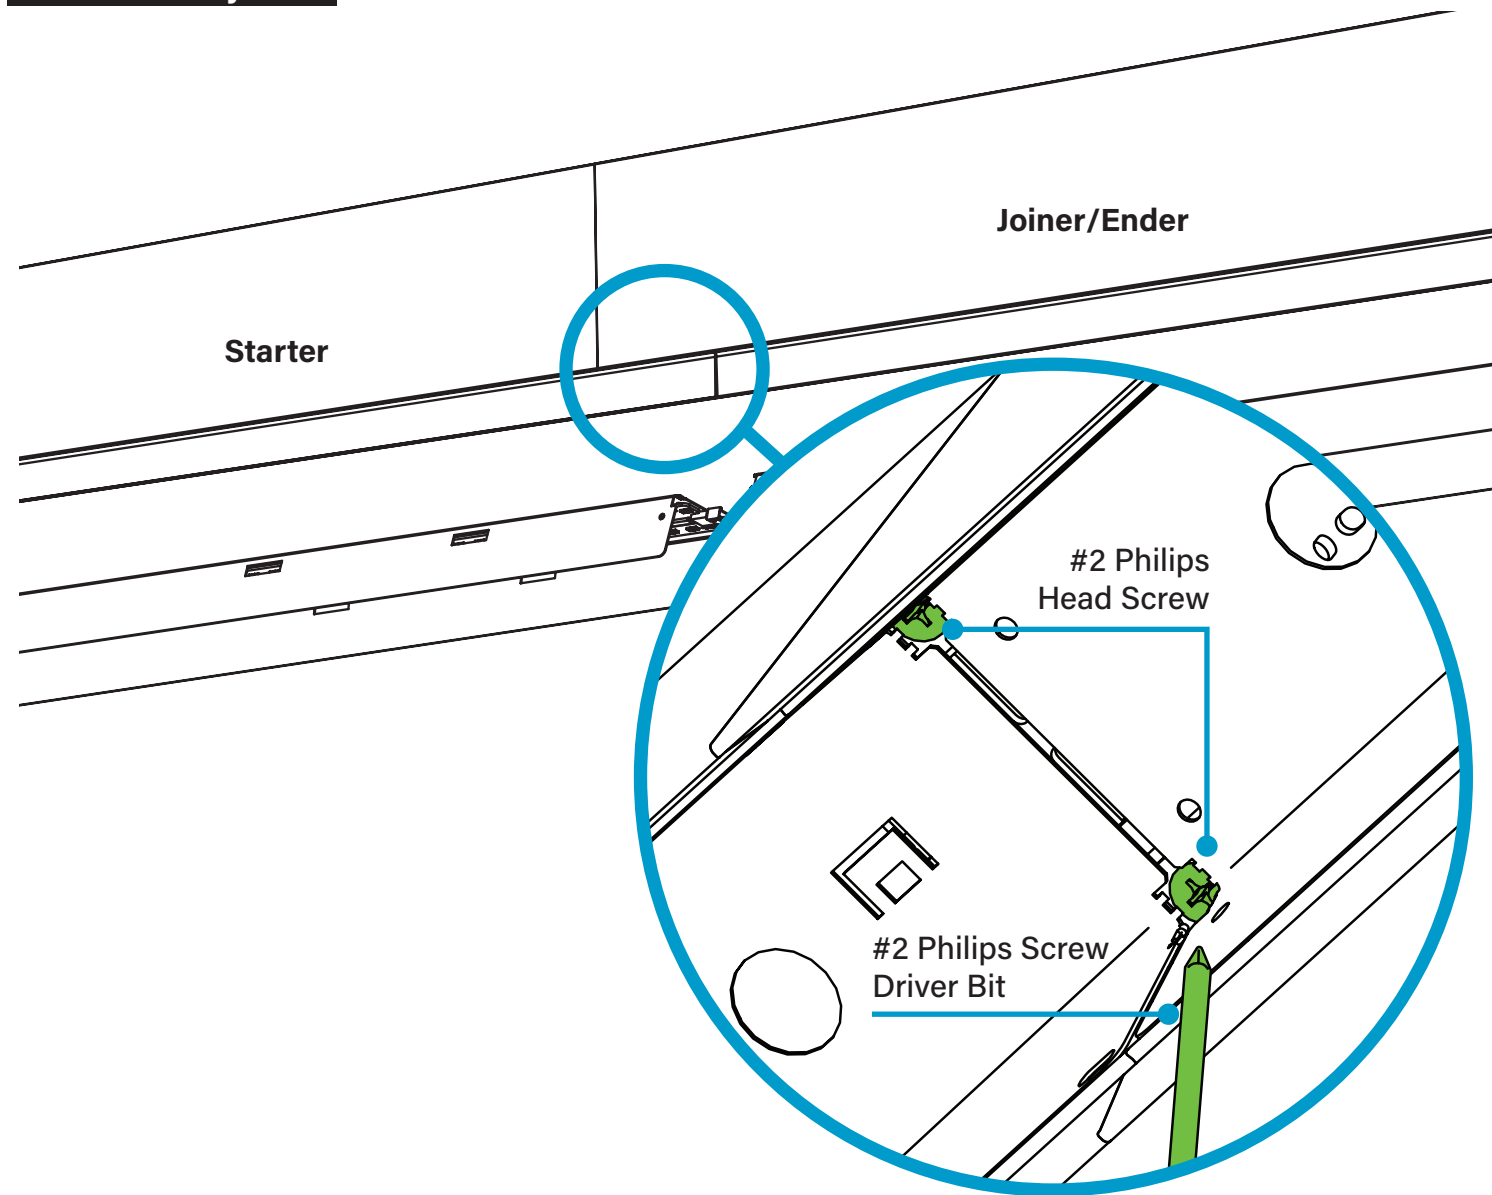 Joiner/Ender
Starter
#2 Philips
Head Screw
#2 Philips Screw
Driver Bit